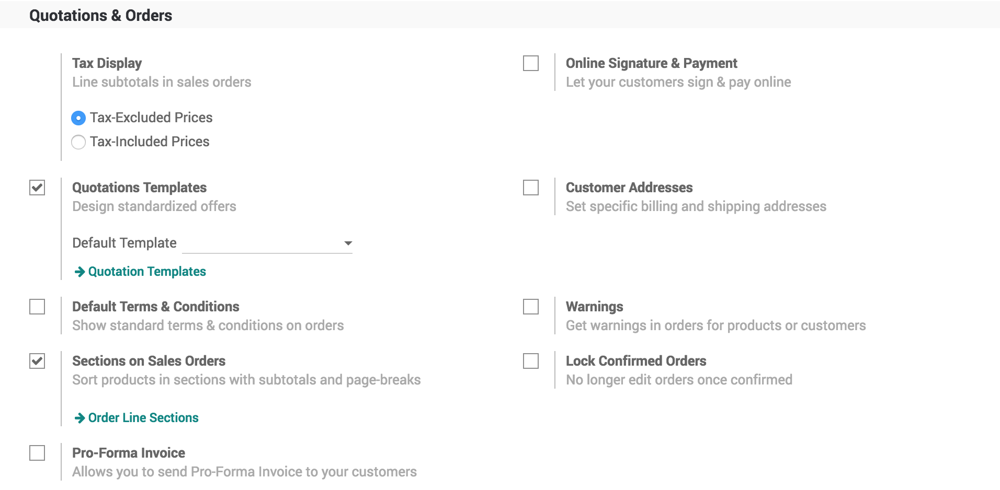 Quotations & Orders
Tax Display
Line subtotals in sales orders
Tax-Excluded Prices
Tax-Included Prices
Online Signature & Payment
Let your customers sign & pay online
Quotations Templates
Design standardized offers
Default Template
Quotation Templates
Customer Addresses
Set specific billing and shipping addresses
Default Terms & Conditions
Show standard terms & conditions on orders
Warnings
Get warnings in orders for products or customers
Sections on Sales Orders
Sort products in sections with subtotals and page-breaks
Order Line Sections
Lock Confirmed Orders
No longer edit orders once confirmed
Pro-Forma Invoice
Allows you to send Pro-Forma Invoice to your customers